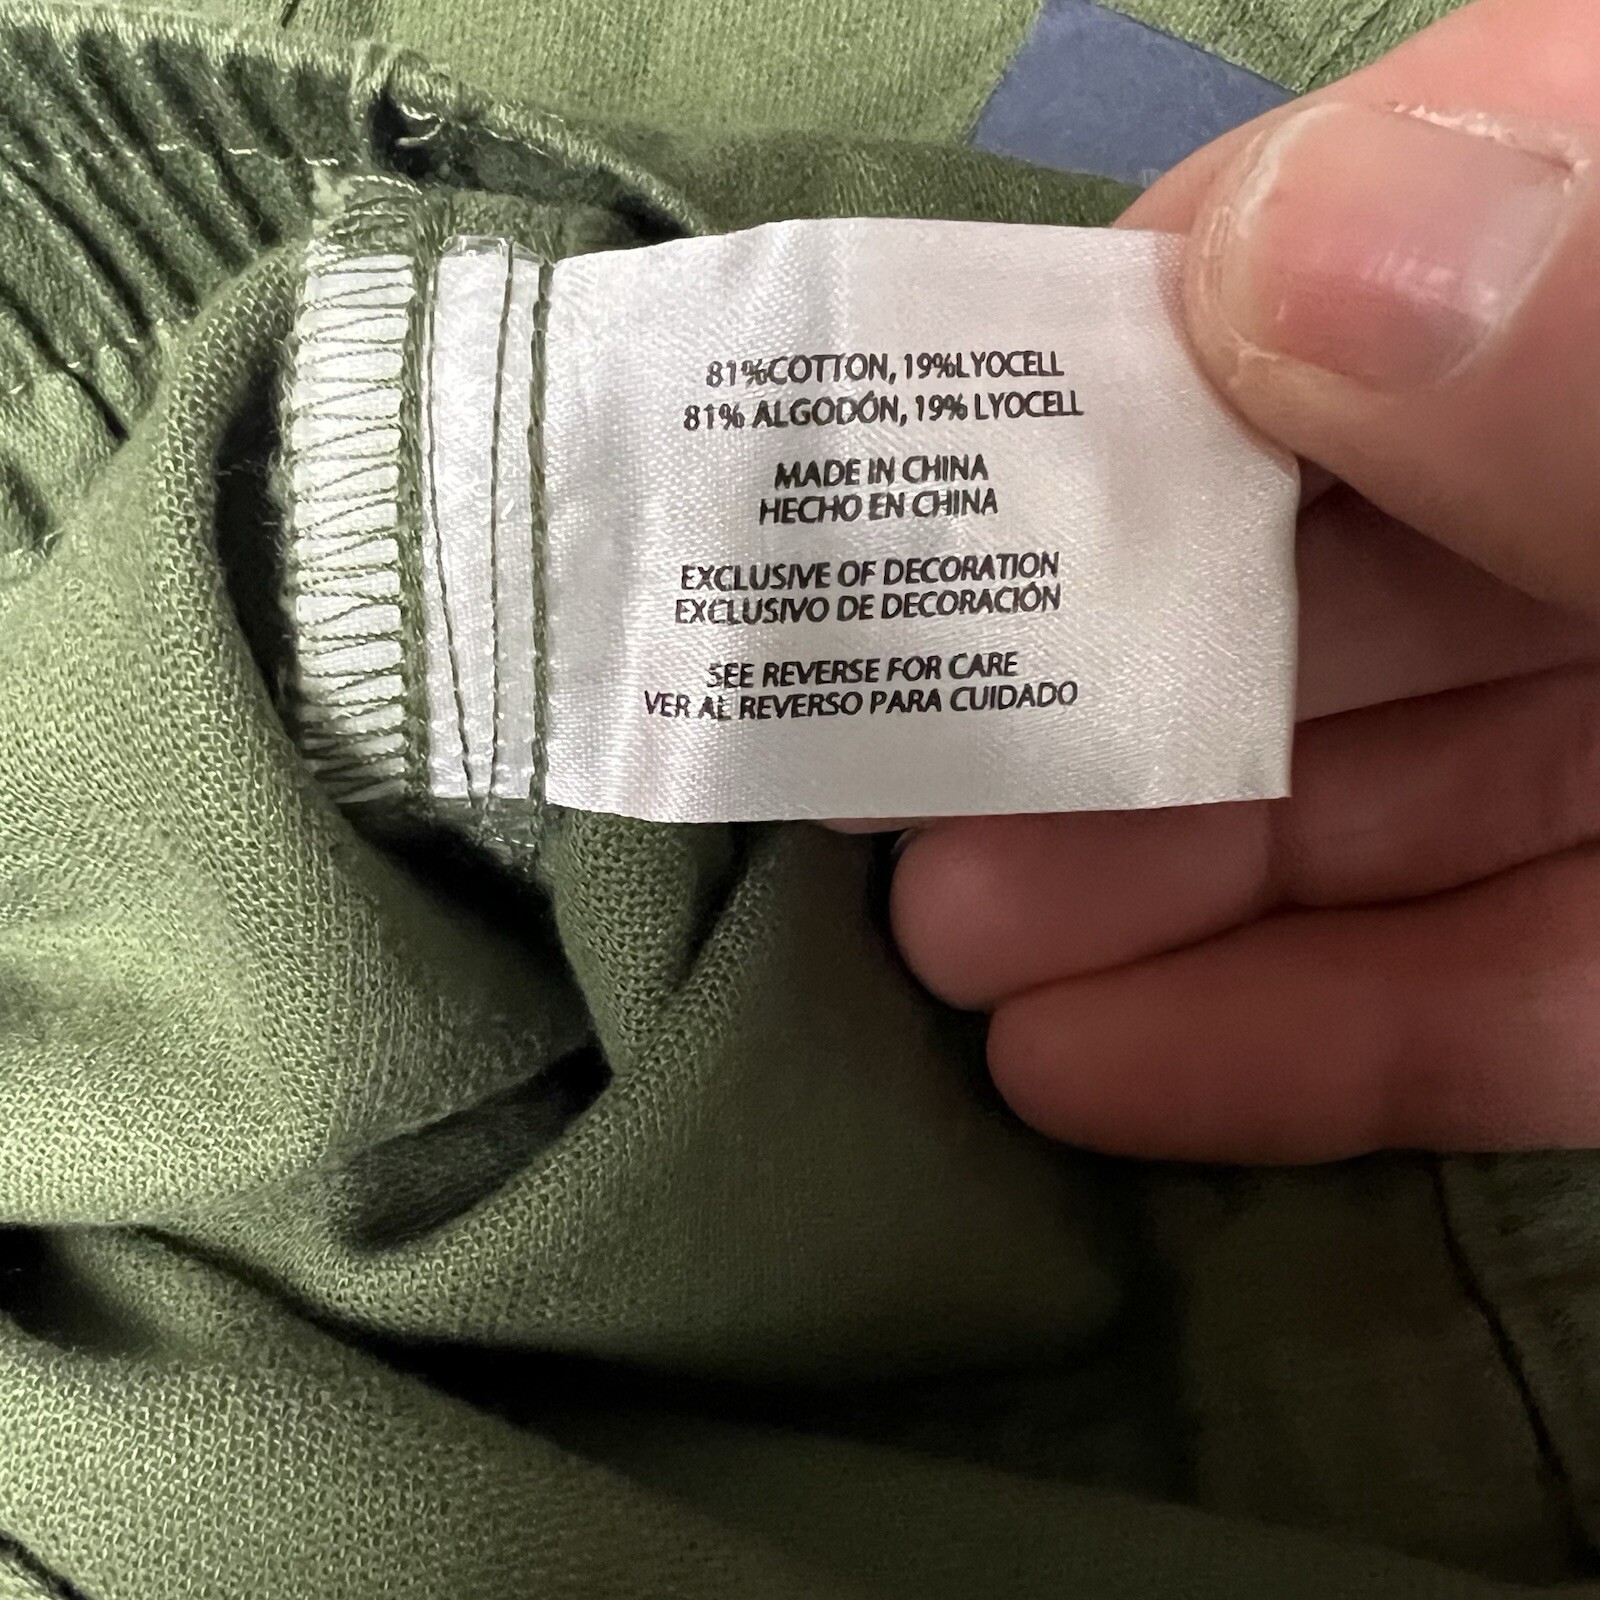 81%COTTON, 19%LYOCELL
81% ALGODÓN, 19% LYOCELL
MADE IN CHINA
HECHO EN CHINA
EXCLUSIVE OF DECORATION
EXCLUSIVO DE DECORACIÓN
SEE REVERSE FOR CARE
VER AL REVERSO PARA CUIDADO